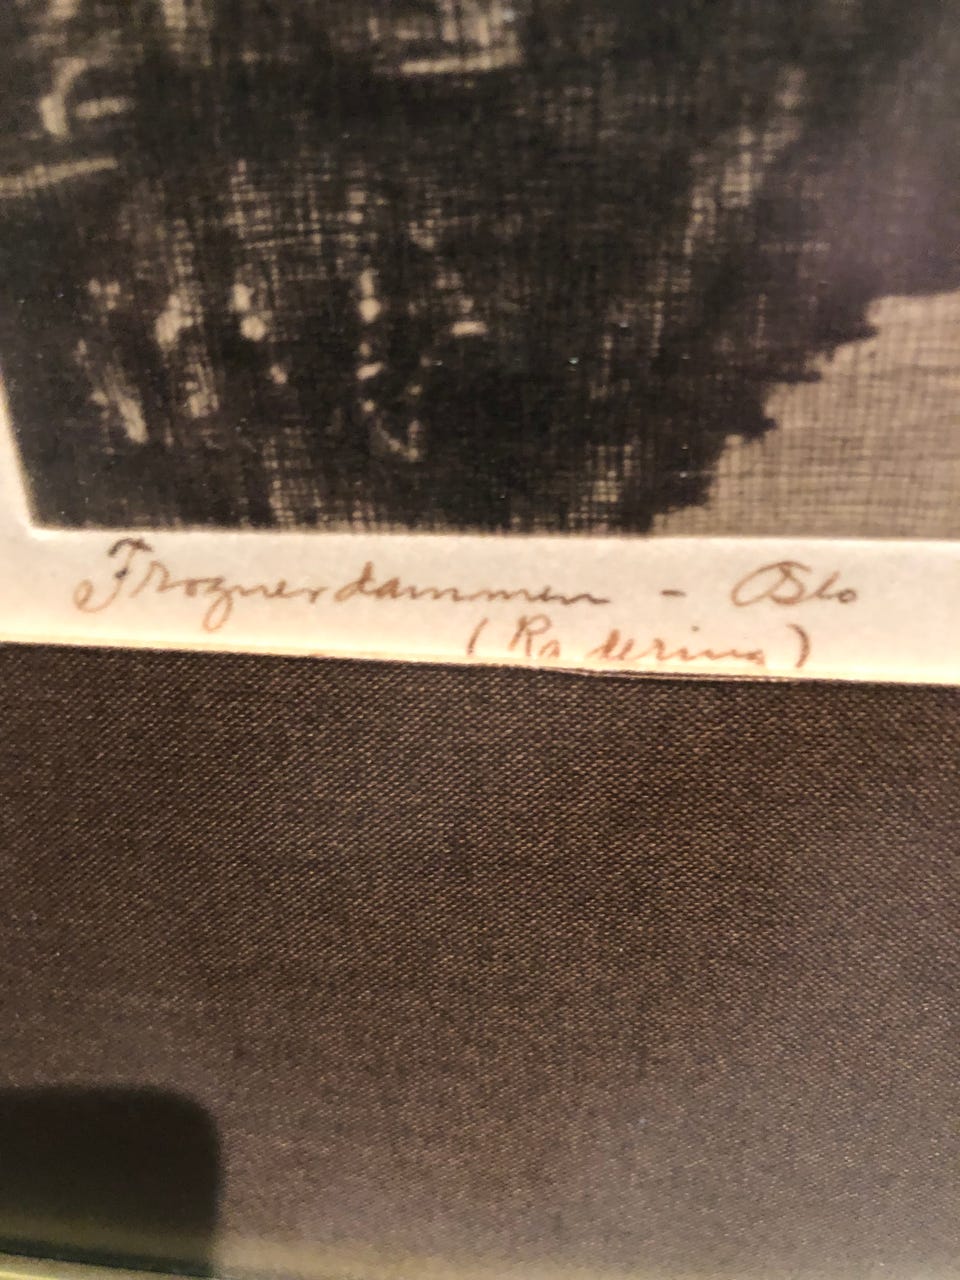 Frognerdammen - Oslo
(Radering)